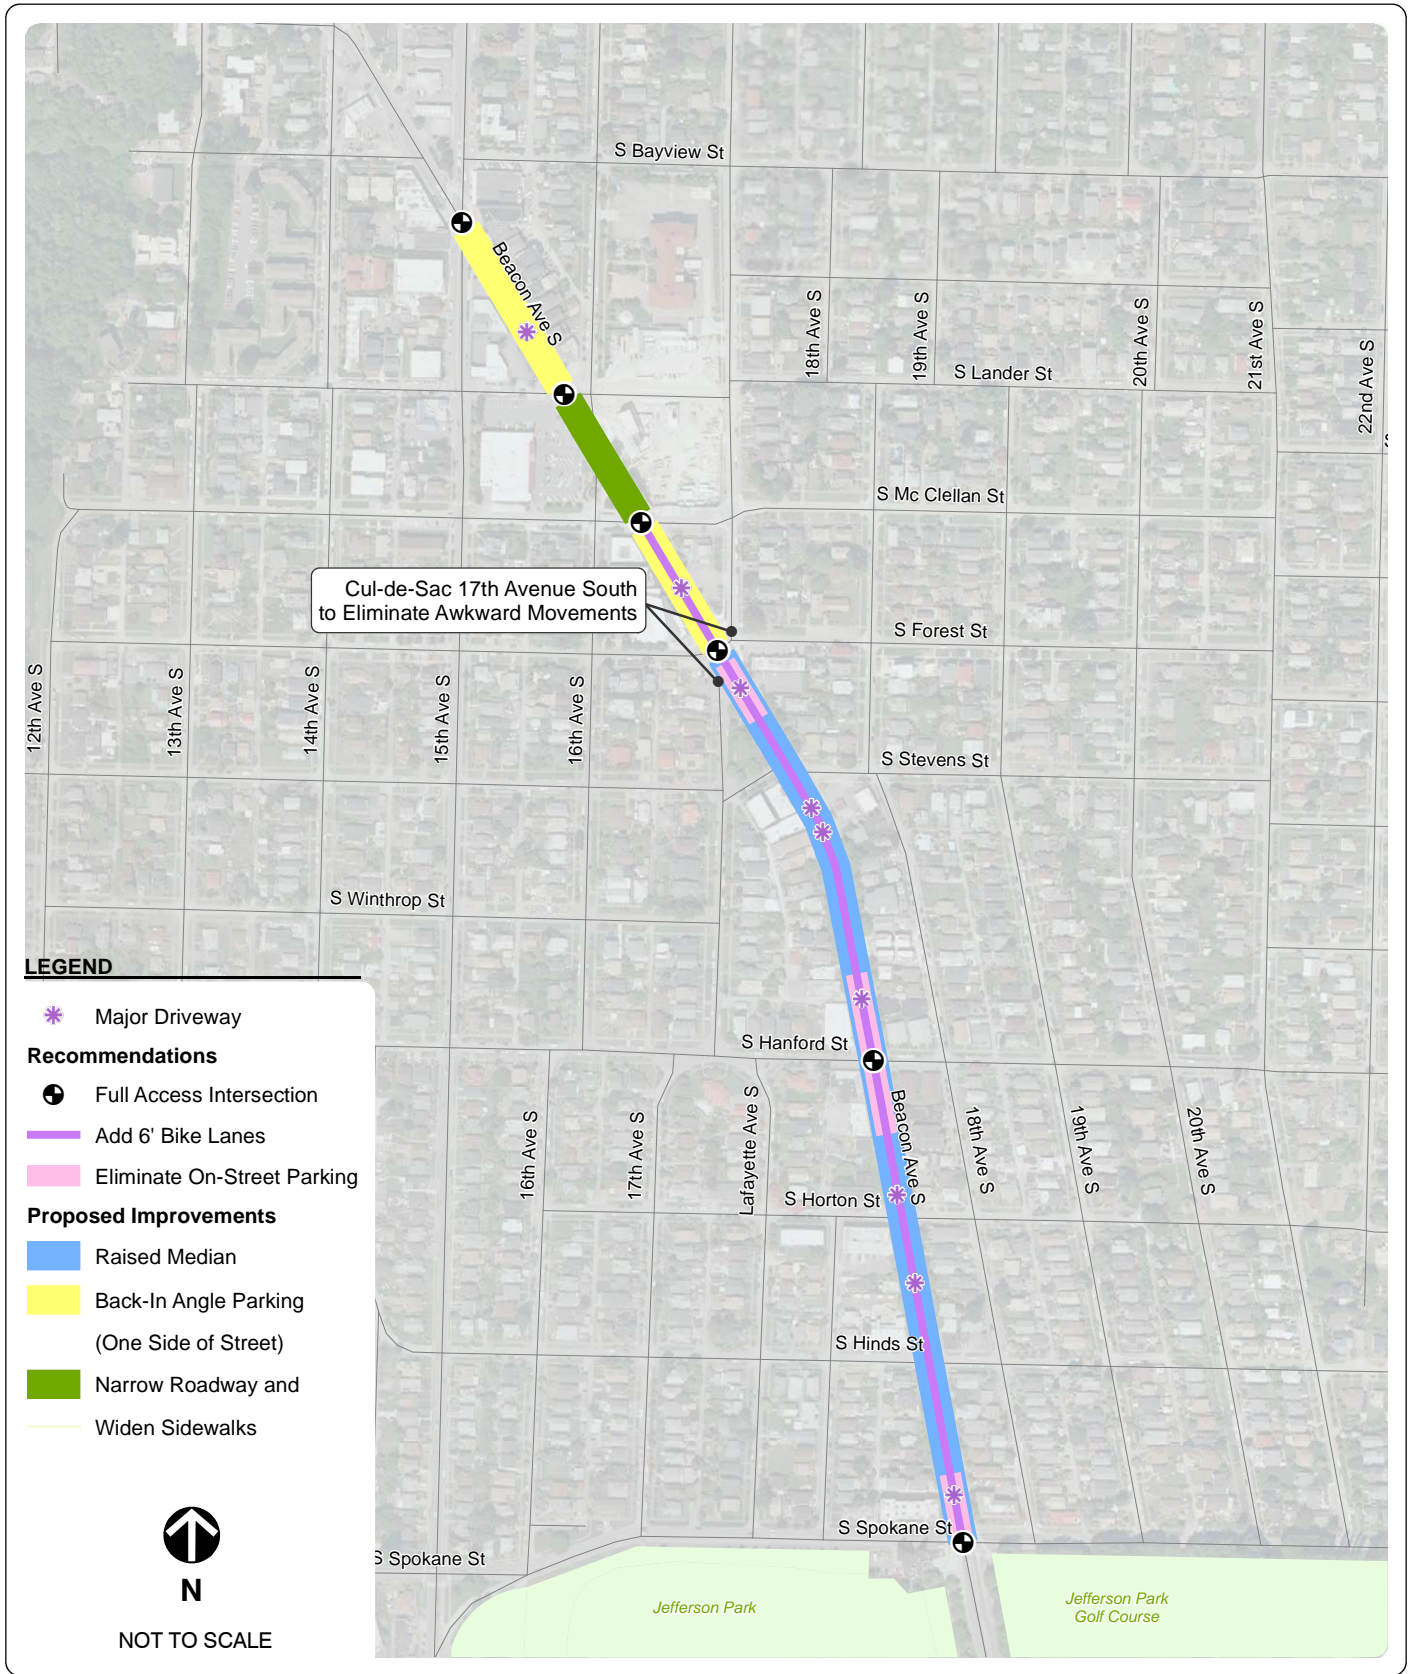 S Bayview St
Beacon Ave S
18th Ave S
19th Ave S
20th Ave S
21st Ave S
22nd Ave S
S Lander St
S Mc Clellan St
Cul-de-Sac 17th Avenue South
to Eliminate Awkward Movements
S Forest St
12th Ave S
13th Ave S
14th Ave S
15th Ave S
16th Ave S
S Stevens St
S Winthrop St
S Hanford St
16th Ave S
17th Ave S
Lafayette Ave S
Beacon Ave S
18th Ave S
19th Ave S
20th Ave S
S Horton St
S Hinds St
S Spokane St
S Spokane St
Jefferson Park
Jefferson Park
Golf Course
LEGEND
Major Driveway
Recommendations
Full Access Intersection
Add 6' Bike Lanes
Eliminate On-Street Parking
Proposed Improvements
Raised Median
Back-In Angle Parking
(One Side of Street)
Narrow Roadway and
Widen Sidewalks
N
NOT TO SCALE